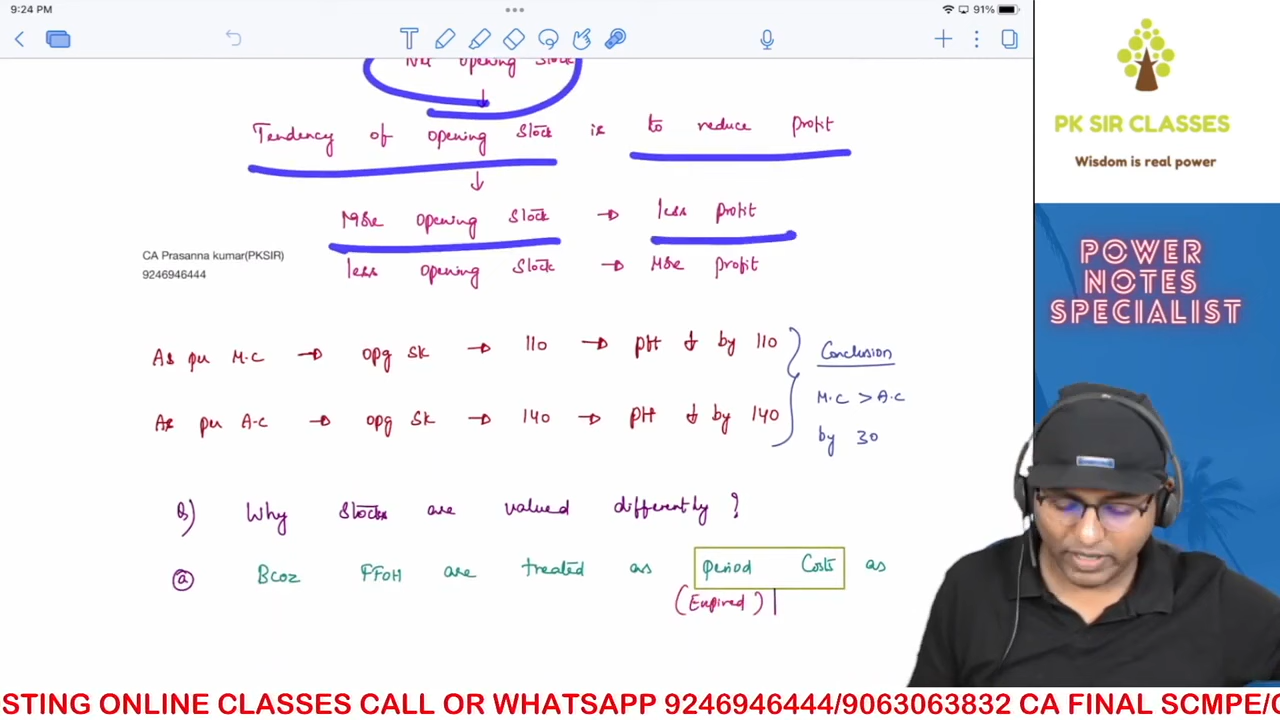 9:24 PM
91%
Net opening Stock
Tendency of opening Stock is to reduce Profit
More opening Stock → less Profit
less opening Stock → More Profit
CA Prasanna kumar(PKSIR)
9246946444
As per M.C → opg Sk → 110 → pft ↓ by 110
As per A.C → opg Sk → 140 → pft ↓ by 140
Conclusion
M.C > A.C
by 30
B) Why Stocks are valued differently ?
a Bcoz FFOH are treated as Period Costs as
(Expired)
PK SIR CLASSES
Wisdom is real power
POWER
NOTES
SPECIALIST
STING ONLINE CLASSES CALL OR WHATSAPP 9246946444/9063063832 CA FINAL SCMPE/